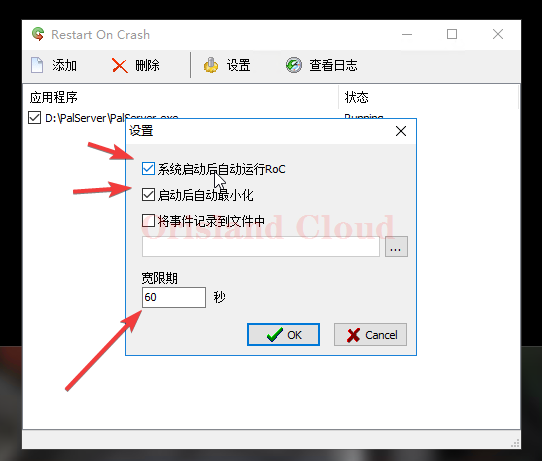 Restart On Crash
添加 删除 设置 查看日志
应用程序 状态
D:\PalServer\PalServer.exe Running
设置
系统启动后自动运行RoC
启动后自动最小化
将事件记录到文件中
Orisland Cloud
...
宽限期
60 秒
OK Cancel